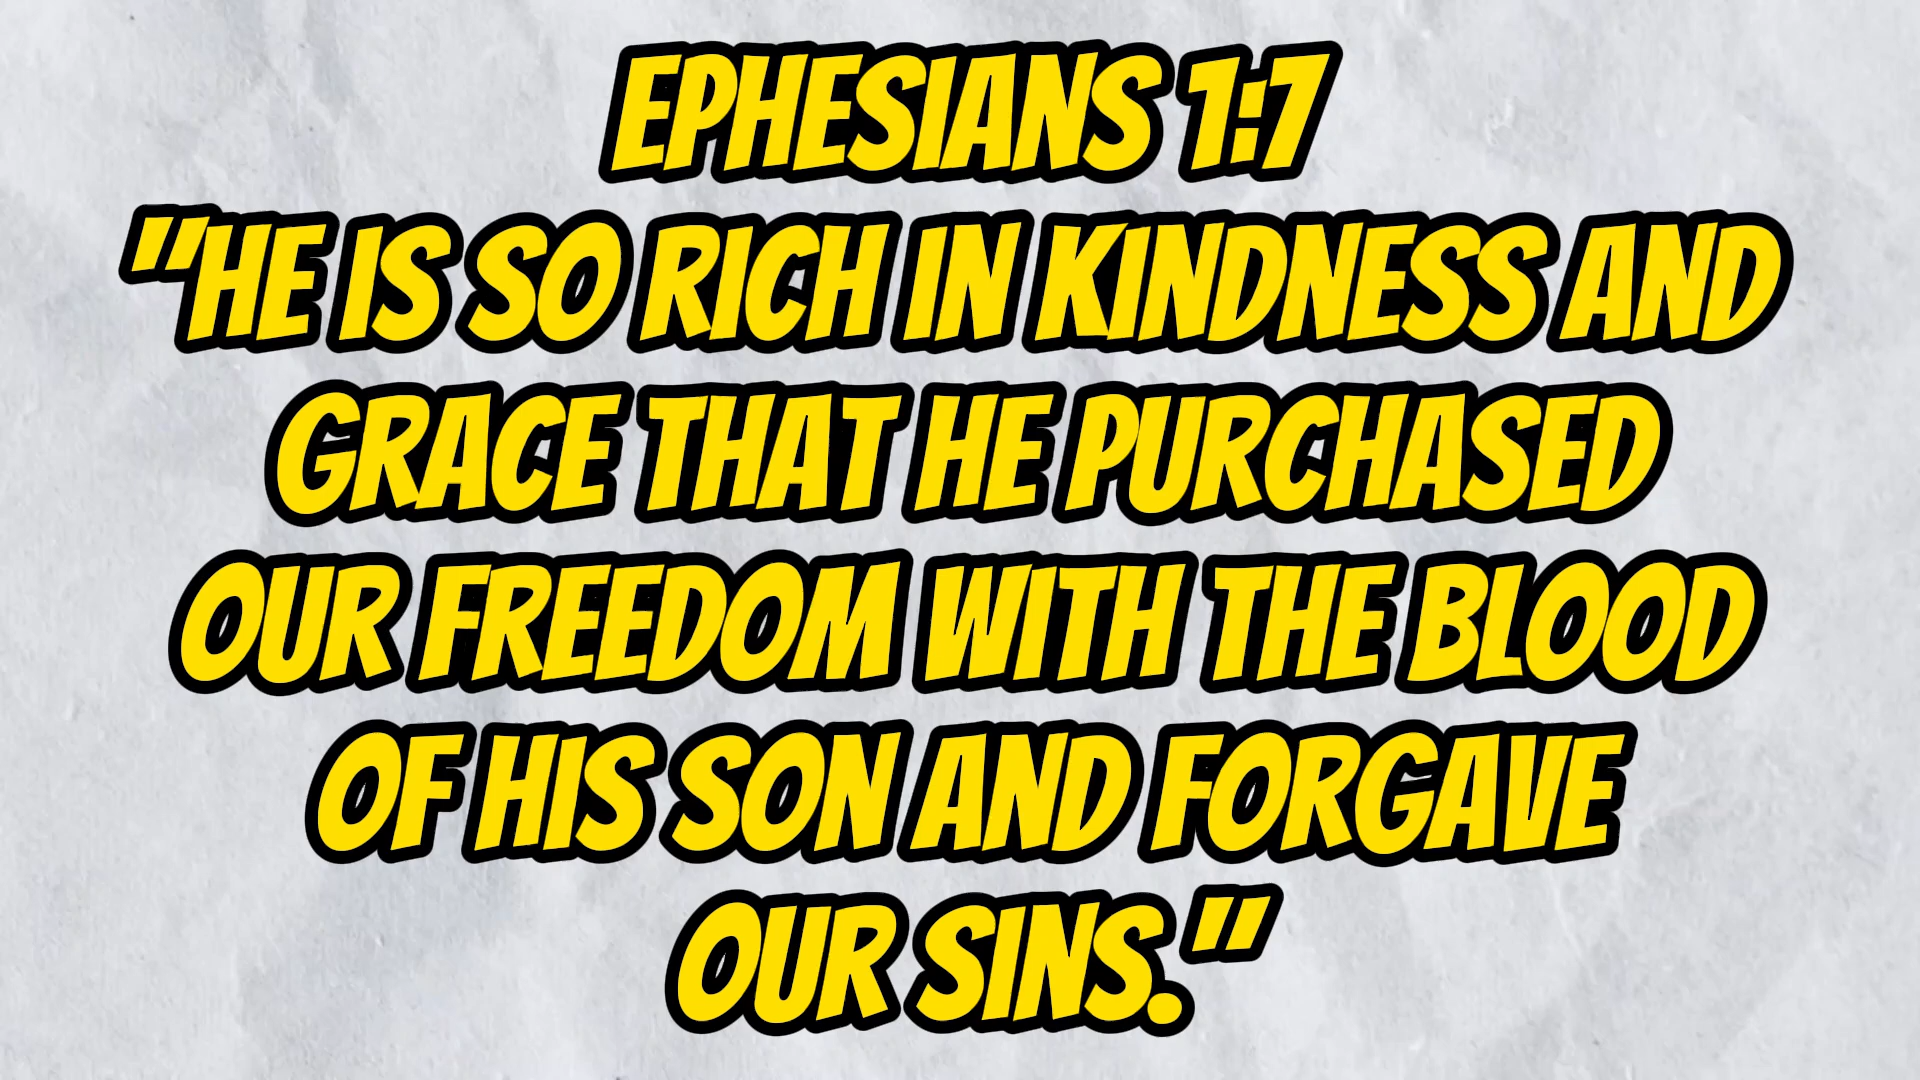 EPHESIANS 1:7
"HE IS SO RICH IN KINDNESS AND
GRACE THAT HE PURCHASED
OUR FREEDOM WITH THE BLOOD
OF HIS SON AND FORGAVE
OUR SINS."